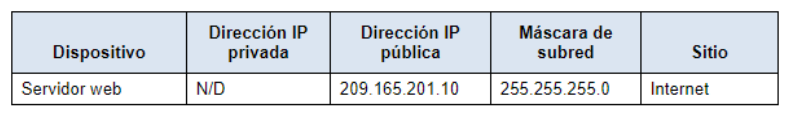 Dispositivo Dirección IP privada Dirección IP pública Máscara de subred Sitio
Servidor web N/D 209.165.201.10 255.255.255.0 Internet